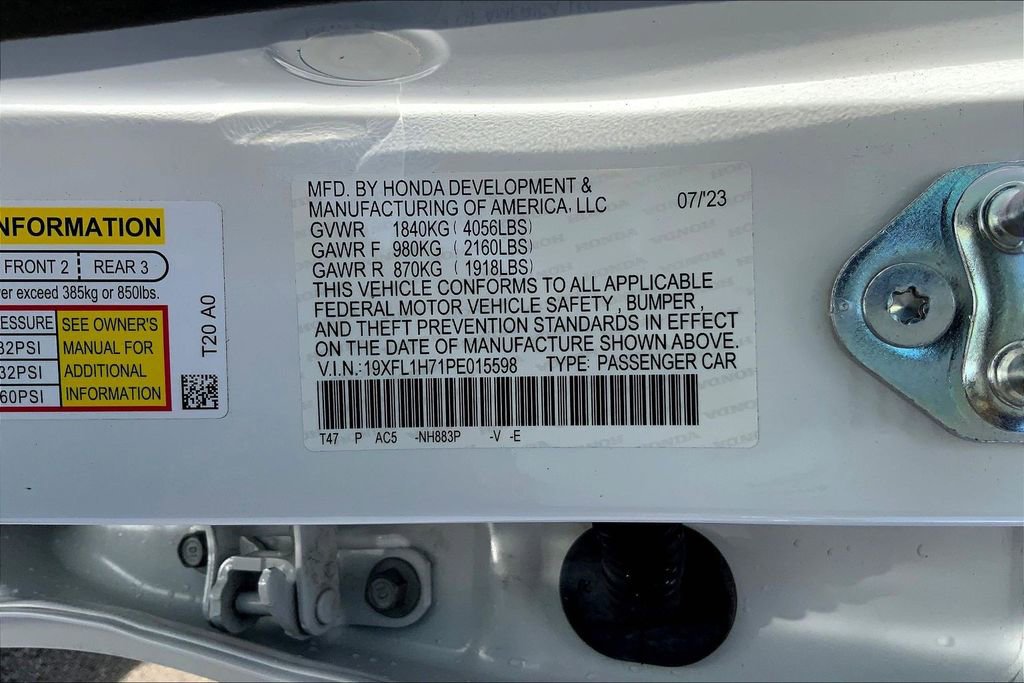 NFORMATION
FRONT 2 REAR 3
er exceed 385kg or 850lbs.
ESSURE SEE OWNER'S
32PSI MANUAL FOR
32PSI ADDITIONAL
60PSI INFORMATION
T20 A0
MFD. BY HONDA DEVELOPMENT &
MANUFACTURING OF AMERICA, LLC 07/'23
GVWR 1840KG (4056LBS)
GAWR F 980KG (2160LBS)
GAWR R 870KG (1918LBS)
THIS VEHICLE CONFORMS TO ALL APPLICABLE
FEDERAL MOTOR VEHICLE SAFETY, BUMPER,
AND THEFT PREVENTION STANDARDS IN EFFECT
ON THE DATE OF MANUFACTURE SHOWN ABOVE.
V.I.N.:19XFL1H71PE015598 TYPE: PASSENGER CAR
T47 P AC5 -NH883P -V -E